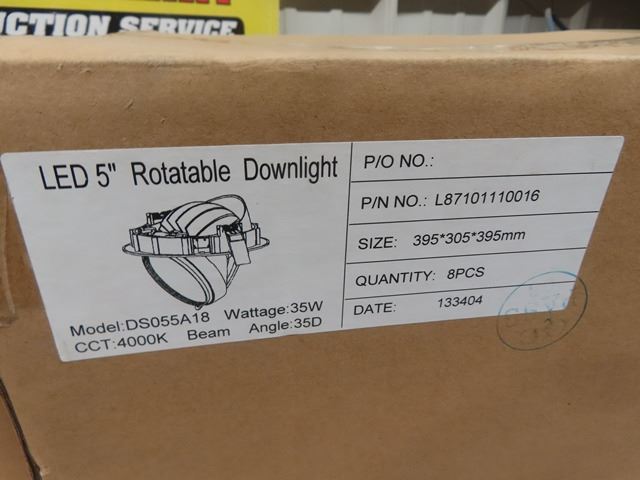 CTION SERVICE
LED 5" Rotatable Downlight
Model:DS055A18 Wattage:35W
CCT:4000K Beam Angle:35D
P/O NO.:
P/N NO.: L87101110016
SIZE: 395*305*395mm
QUANTITY: 8PCS
DATE: 133404